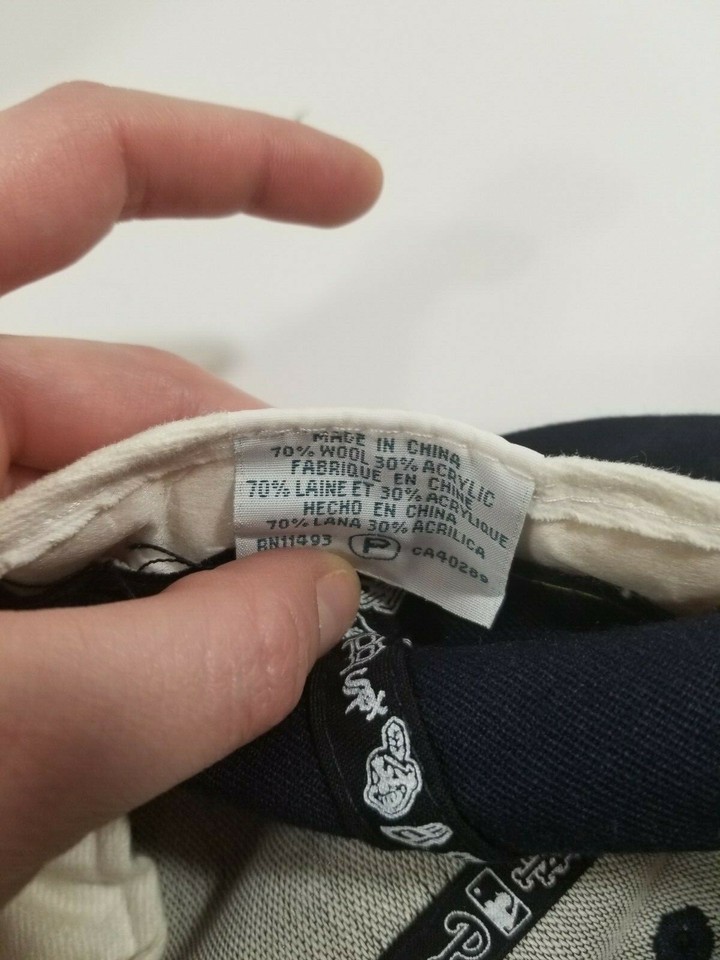 MADE IN CHINA
70% WOOL 30% ACRYLIC
FABRIQUE EN CHINE
70% LAINE ET 30% ACRYLIQUE
HECHO EN CHINA
70% LANA 30% ACRILICA
RN11493 P CA40289